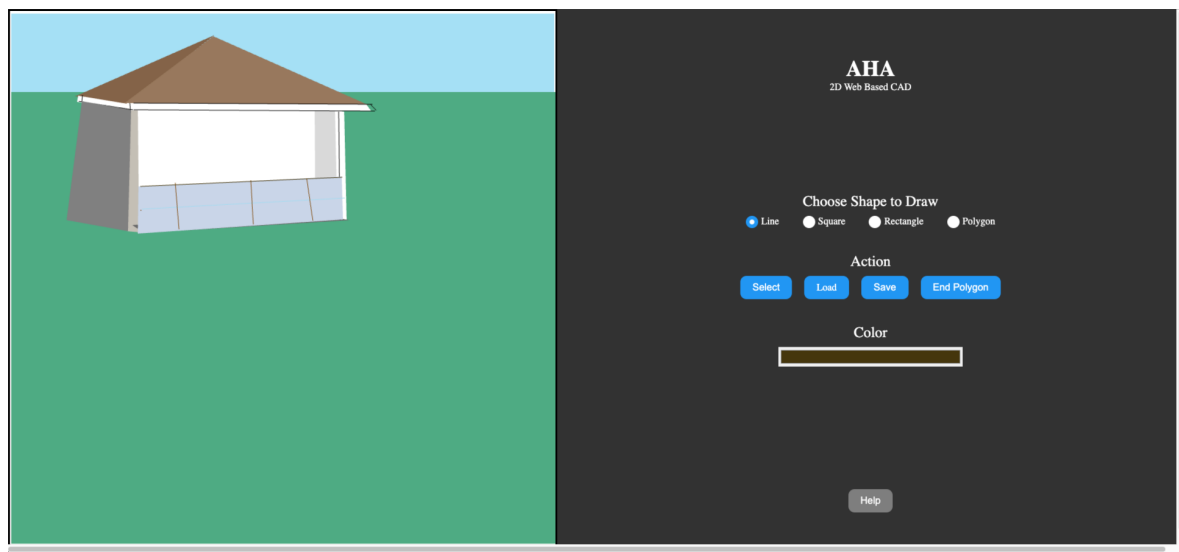 AHA
2D Web Based CAD
Choose Shape to Draw
Line Square Rectangle Polygon
Action
Select Load Save End Polygon
Color
Help